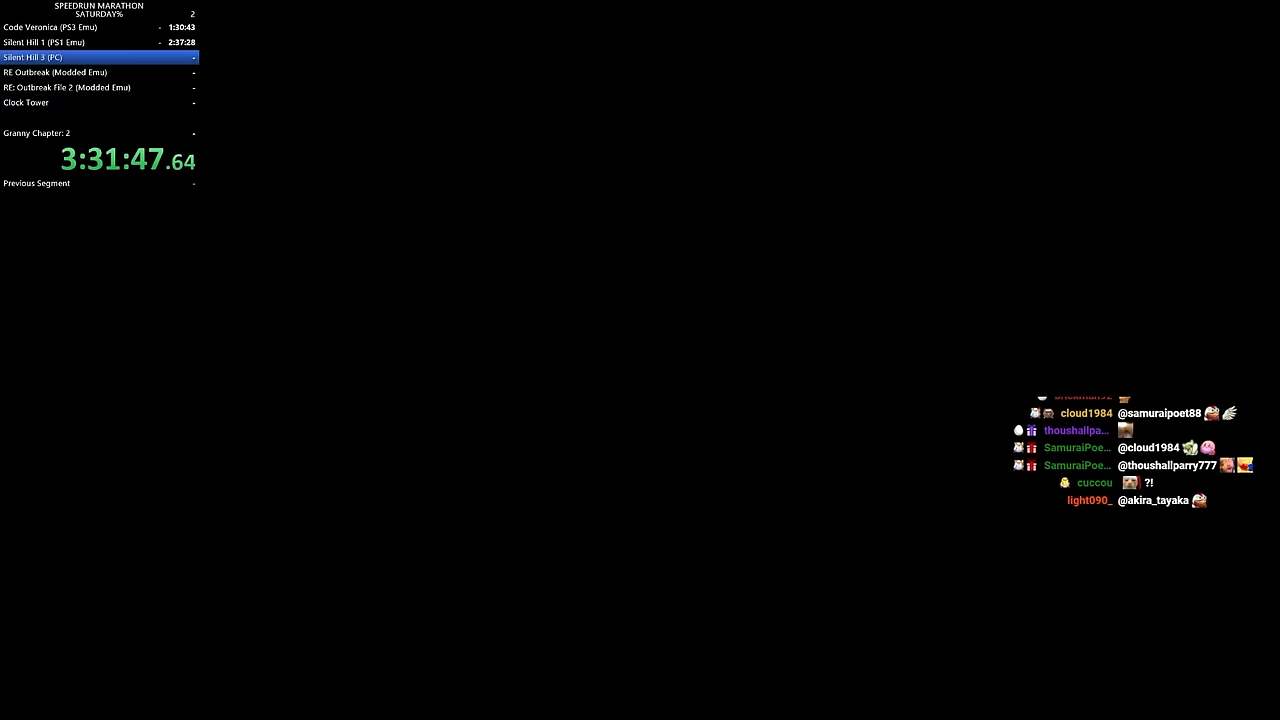 SPEEDRUN MARATHON
SATURDAY% 2
Code Veronica (PS3 Emu) - 1:30:43
Silent Hill 1 (PS1 Emu) - 2:37:28
Silent Hill 3 (PC) -
RE Outbreak (Modded Emu) -
RE: Outbreak File 2 (Modded Emu) -
Clock Tower -
Granny Chapter: 2 -
3:31:47.64
Previous Segment -
cloud1984 @samuraipoet88
thoushallpa...
SamuraiPoe... @cloud1984
SamuraiPoe... @thoushallparry777
cuccou ?!
light090_ @akira_tayaka